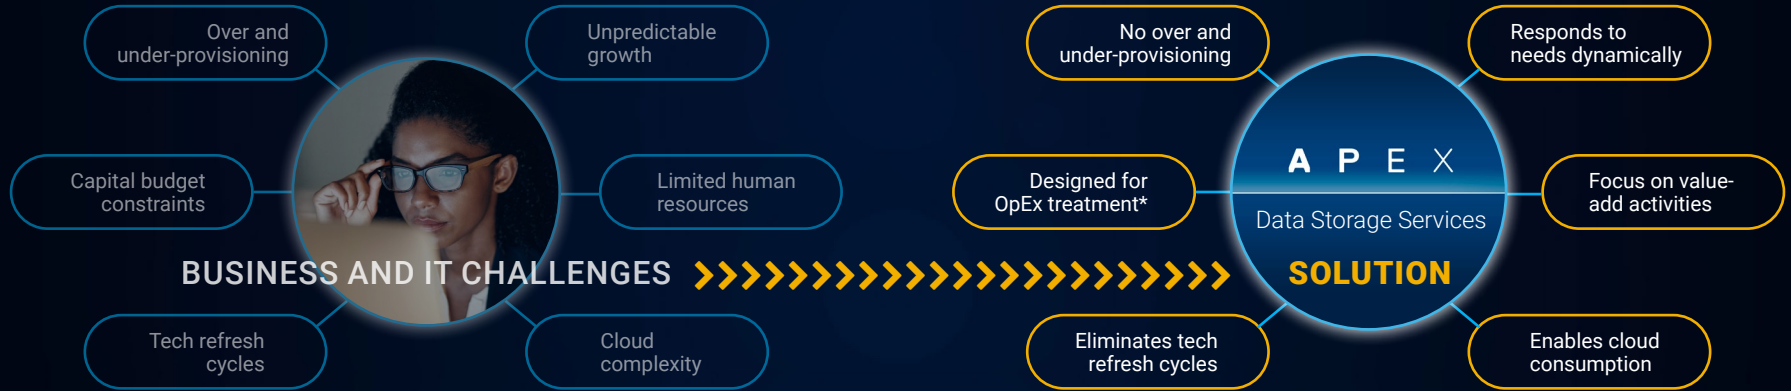 Over and
under-provisioning
Unpredictable
growth
Capital budget
constraints
Limited human
resources
BUSINESS AND IT CHALLENGES
Tech refresh
cycles
Cloud
complexity
No over and
under-provisioning
Responds to
needs dynamically
Designed for
OpEx treatment*
APEX
Data Storage Services
SOLUTION
Focus on value-
add activities
Eliminates tech
refresh cycles
Enables cloud
consumption